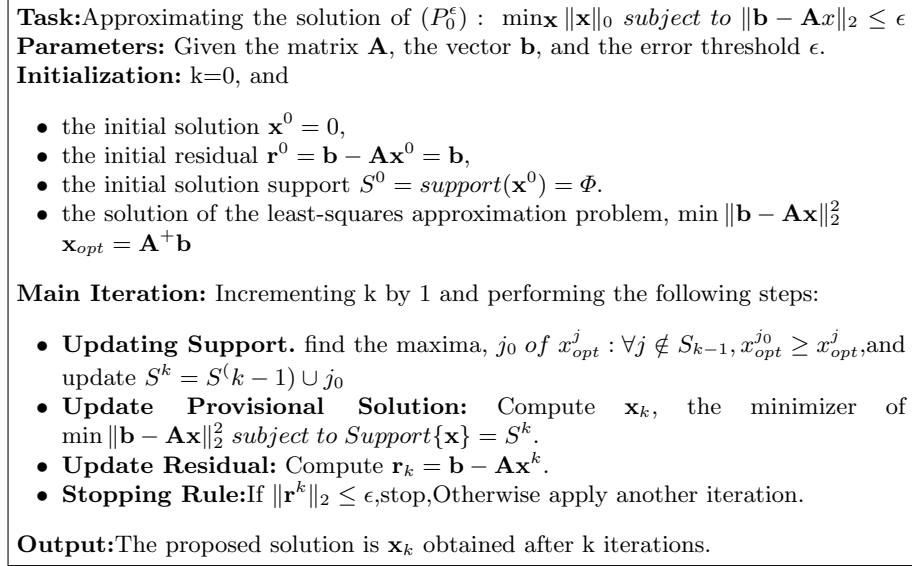 Task:Approximating the solution of (P₀^ϵ) : min_𝐱 ‖𝐱‖₀ subject to ‖𝐛 − 𝐀x‖₂ ≤ ϵ
Parameters: Given the matrix 𝐀, the vector 𝐛, and the error threshold ϵ.
Initialization: k=0, and
• the initial solution 𝐱⁰ = 0,
• the initial residual 𝐫⁰ = 𝐛 − 𝐀𝐱⁰ = 𝐛,
• the initial solution support S⁰ = support(𝐱⁰) = Φ.
• the solution of the least-squares approximation problem, min ‖𝐛 − 𝐀𝐱‖₂²
𝐱_opt = 𝐀⁺𝐛
Main Iteration: Incrementing k by 1 and performing the following steps:
• Updating Support. find the maxima, j₀ of x_opt^j : ∀j ∉ S_{k−1}, x_opt^{j₀} ≥ x_opt^j,and
update S^k = S^(k − 1) ∪ j₀
• Update Provisional Solution: Compute 𝐱_k, the minimizer of
min ‖𝐛 − 𝐀𝐱‖₂² subject to Support{𝐱} = S^k.
• Update Residual: Compute 𝐫_k = 𝐛 − 𝐀𝐱^k.
• Stopping Rule:If ‖𝐫^k‖₂ ≤ ϵ,stop,Otherwise apply another iteration.
Output:The proposed solution is 𝐱_k obtained after k iterations.